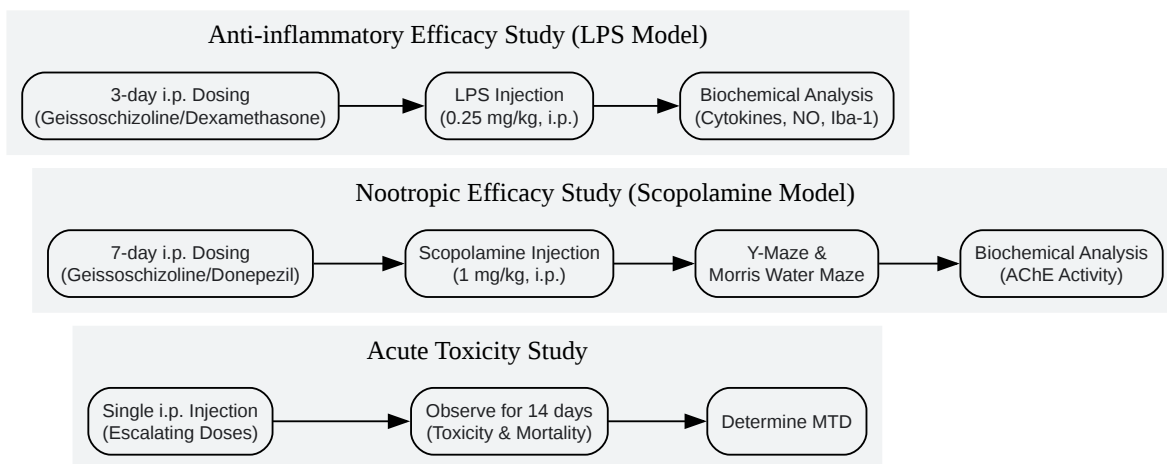 Anti-inflammatory Efficacy Study (LPS Model)
3-day i.p. Dosing
(Geissoschizoline/Dexamethasone)
LPS Injection
(0.25 mg/kg, i.p.)
Biochemical Analysis
(Cytokines, NO, Iba-1)
Nootropic Efficacy Study (Scopolamine Model)
7-day i.p. Dosing
(Geissoschizoline/Donepezil)
Scopolamine Injection
(1 mg/kg, i.p.)
Y-Maze &
Morris Water Maze
Biochemical Analysis
(AChE Activity)
Acute Toxicity Study
Single i.p. Injection
(Escalating Doses)
Observe for 14 days
(Toxicity & Mortality)
Determine MTD